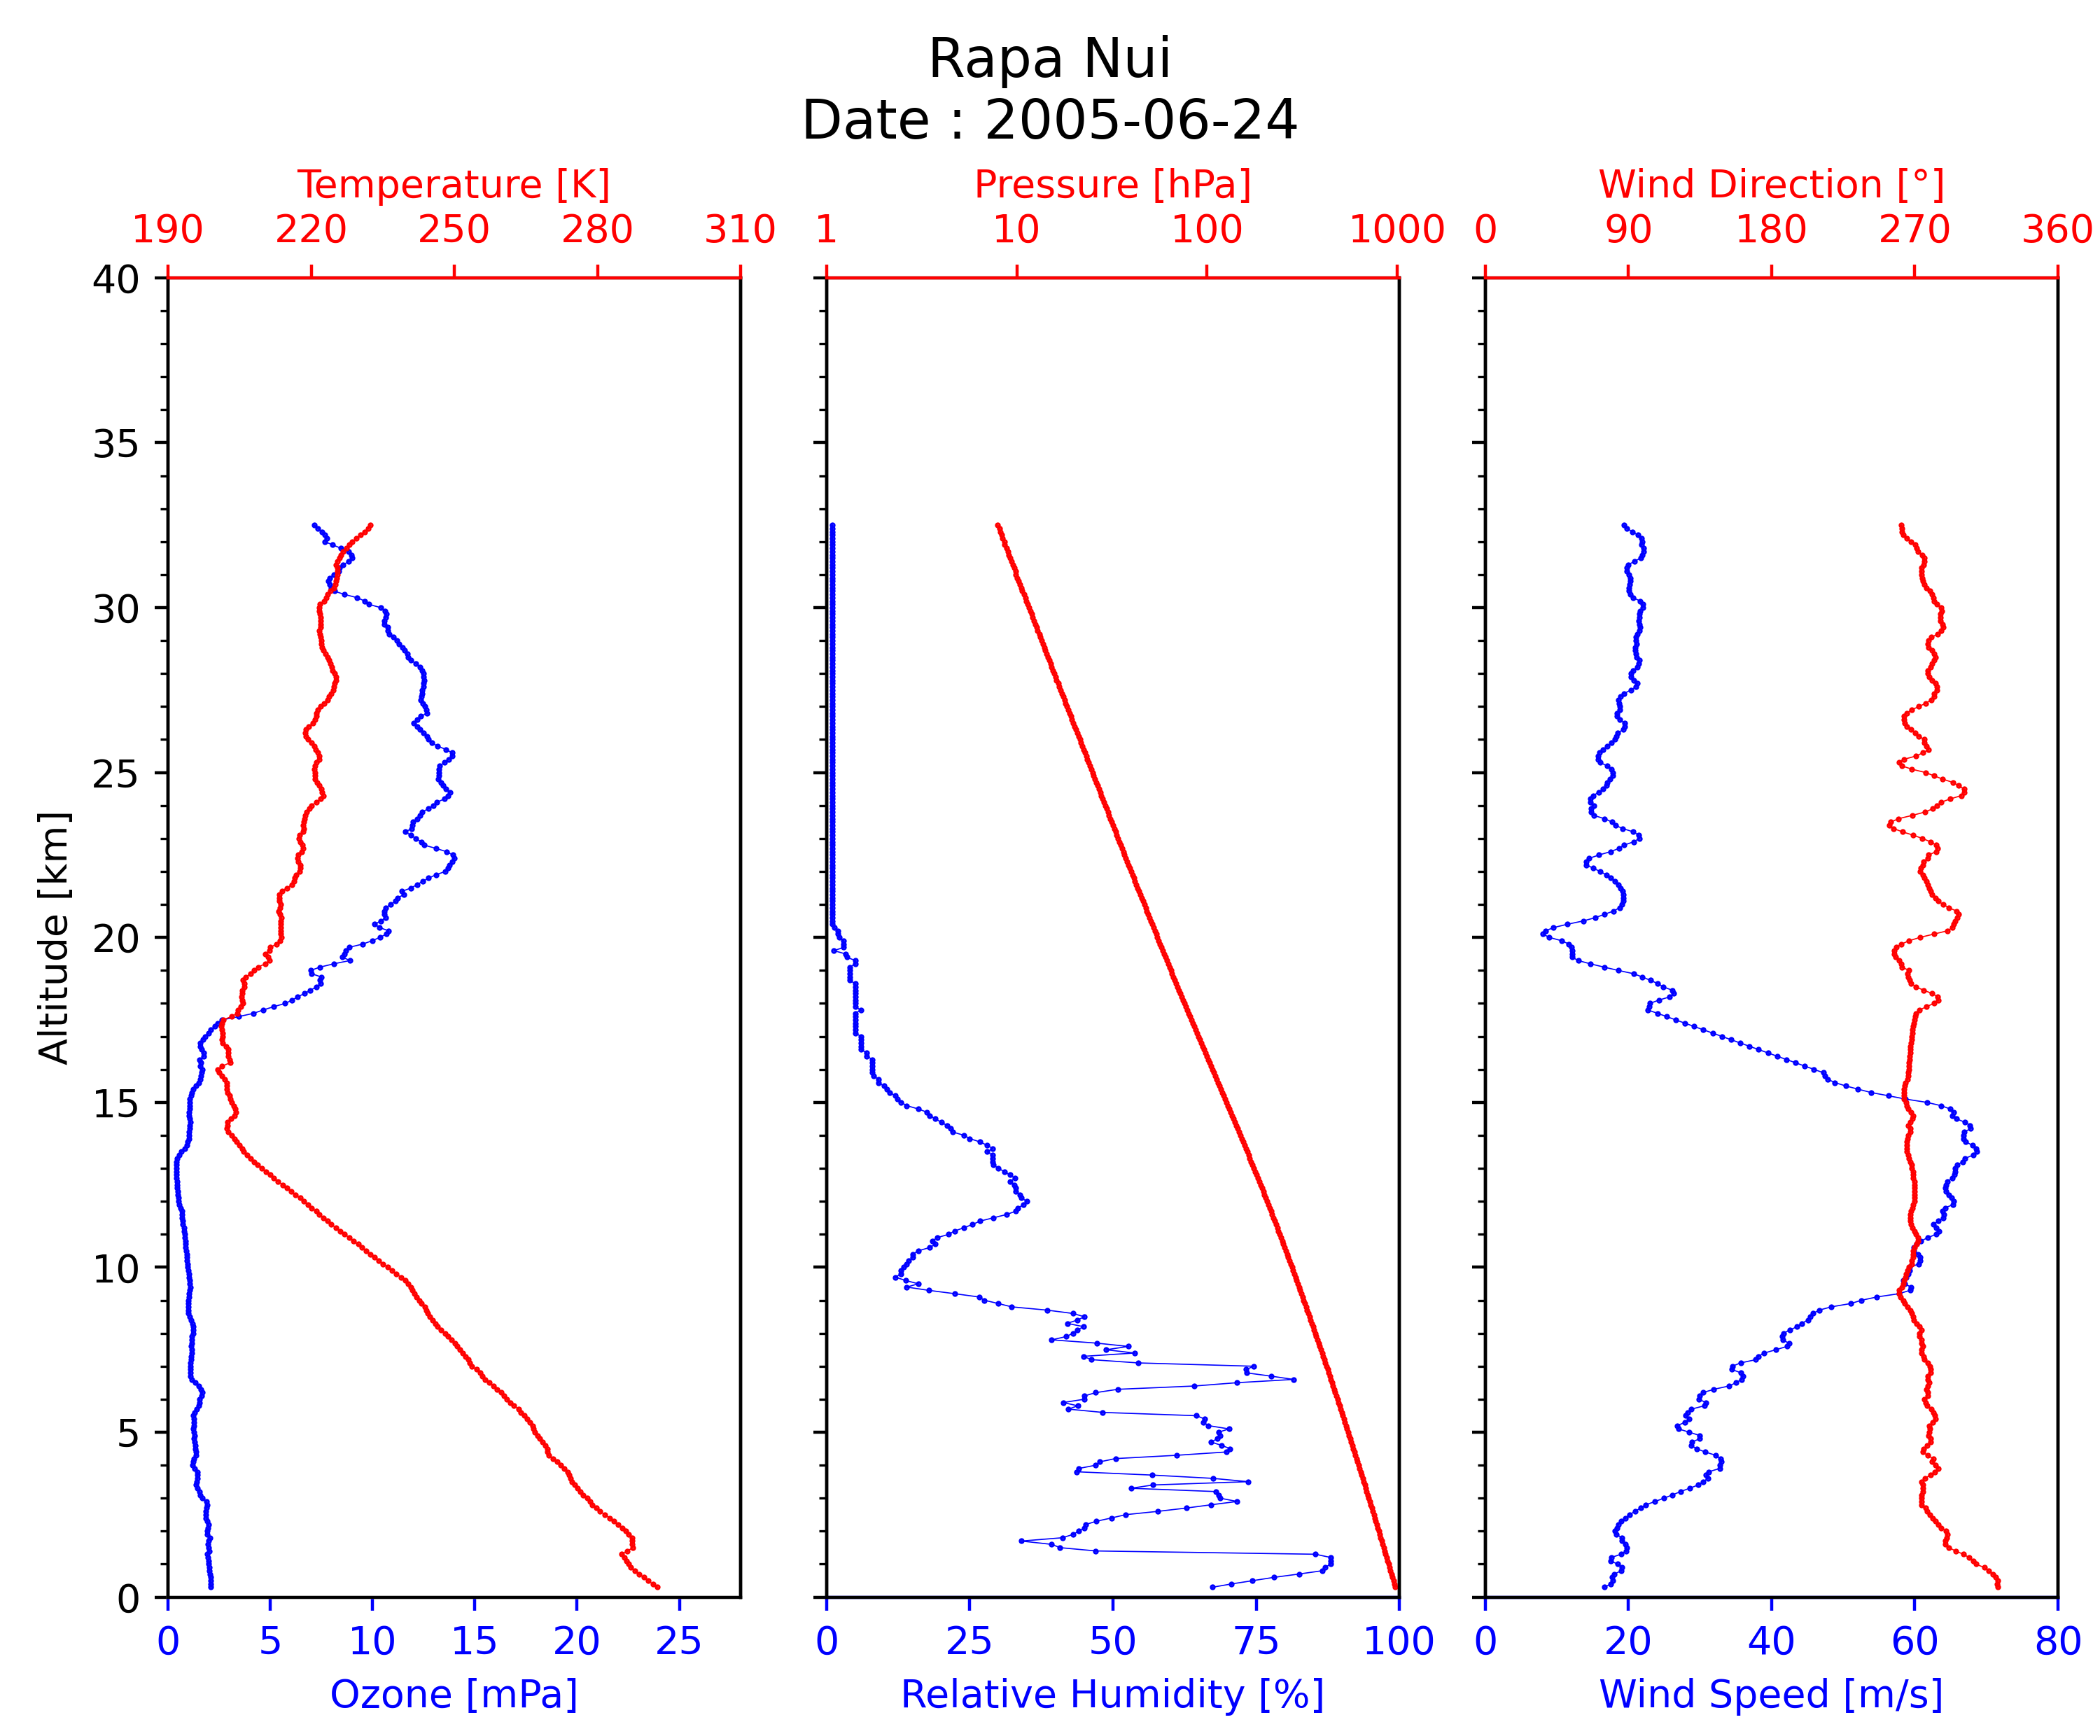 Rapa Nui
Date : 2005-06-24
Temperature [K]
190 220 250 280 310
Pressure [hPa]
1 10 100 1000
Wind Direction [°]
0 90 180 270 360
Altitude [km]
40
35
30
25
20
15
10
5
0
0 5 10 15 20 25
Ozone [mPa]
0 25 50 75 100
Relative Humidity [%]
0 20 40 60 80
Wind Speed [m/s]